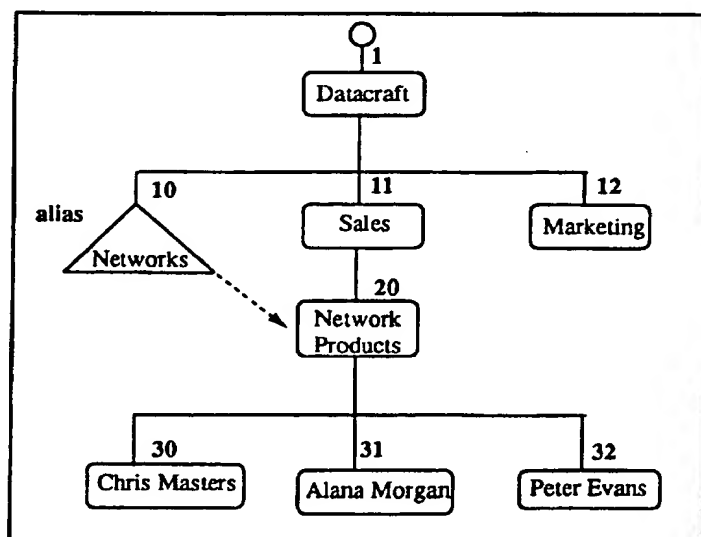 1
Datacraft
10
11
12
alias
Networks
Sales
Marketing
20
Network
Products
30
31
32
Chris Masters
Alana Morgan
Peter Evans